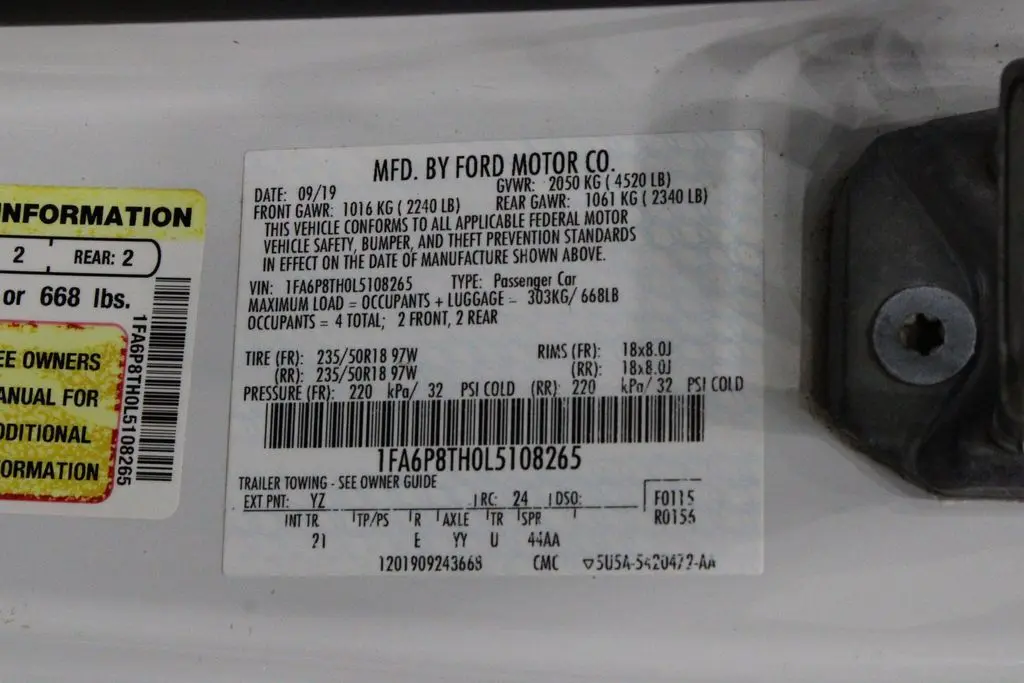 INFORMATION
2 REAR: 2
or 668 lbs.
EE OWNERS
ANUAL FOR
DDITIONAL
ORMATION
1FA6P8TH0L5108265
MFD. BY FORD MOTOR CO.
DATE: 09/19 GVWR: 2050 KG ( 4520 LB)
FRONT GAWR: 1016 KG ( 2240 LB) REAR GAWR: 1061 KG ( 2340 LB)
THIS VEHICLE CONFORMS TO ALL APPLICABLE FEDERAL MOTOR
VEHICLE SAFETY, BUMPER, AND THEFT PREVENTION STANDARDS
IN EFFECT ON THE DATE OF MANUFACTURE SHOWN ABOVE.
VIN: 1FA6P8TH0L5108265 TYPE: Passenger Car
MAXIMUM LOAD = OCCUPANTS + LUGGAGE = 303KG/ 668LB
OCCUPANTS = 4 TOTAL; 2 FRONT, 2 REAR
TIRE (FR): 235/50R18 97W RIMS (FR): 18x8.0J
(RR): 235/50R18 97W (RR): 18x8.0J
PRESSURE (FR): 220 kPa/ 32 PSI COLD (RR): 220 kPa/ 32 PSI COLD
1FA6P8TH0L5108265
TRAILER TOWING - SEE OWNER GUIDE
EXT PNT: YZ RC: 24 DSO: F0115
INT TR TP/PS R AXLE TR SPR R0156
21 E YY U 44AA
1201909243668 CMC ▽5U5A-5420472-AA